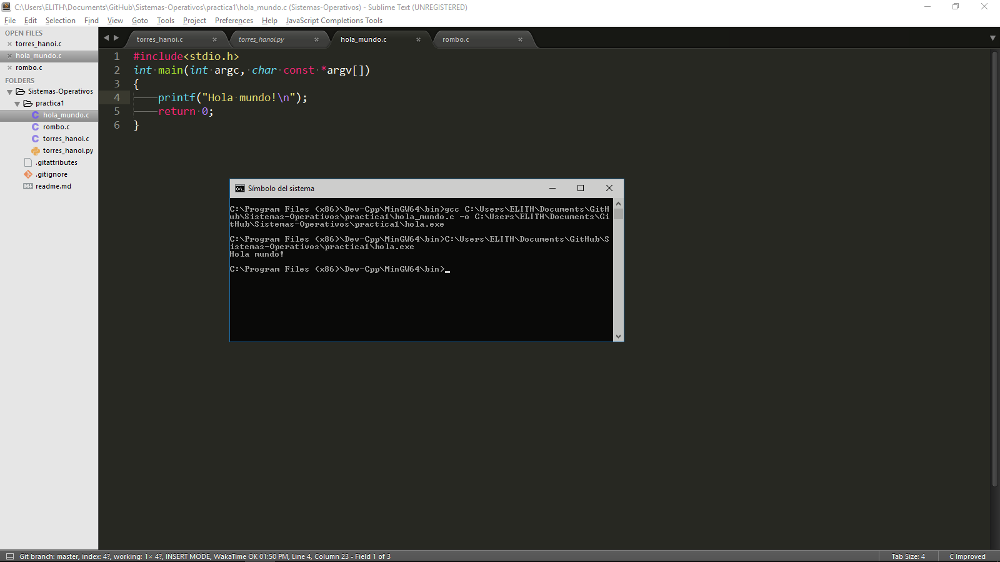 C:\Users\ELITH\Documents\GitHub\Sistemas-Operativos\practica1\hola_mundo.c (Sistemas-Operativos) - Sublime Text (UNREGISTERED)
File Edit Selection Find View Goto Tools Project Preferences Help JavaScript Completions Tools
OPEN FILES
torres_hanoi.c
hola_mundo.c
rombo.c
FOLDERS
Sistemas-Operativos
practica1
hola_mundo.c
rombo.c
torres_hanoi.c
torres_hanoi.py
.gitattributes
.gitignore
readme.md
torres_hanoi.c torres_hanoi.py hola_mundo.c rombo.c
1 #include<stdio.h>
2 int main(int argc, char const *argv[])
3 {
4 printf("Hola mundo!\n");
5 return 0;
6 }
Símbolo del sistema
C:\Program Files (x86)\Dev-Cpp\MinGW64\bin>gcc C:\Users\ELITH\Documents\GitH
ub\Sistemas-Operativos\practica1\hola_mundo.c -o C:\Users\ELITH\Documents\Gi
tHub\Sistemas-Operativos\practica1\hola.exe
C:\Program Files (x86)\Dev-Cpp\MinGW64\bin>C:\Users\ELITH\Documents\GitHub\S
istemas-Operativos\practica1\hola.exe
Hola mundo!
C:\Program Files (x86)\Dev-Cpp\MinGW64\bin>
Git branch: master, index: 4?, working: 1× 4?, INSERT MODE, WakaTime OK 01:50 PM, Line 4, Column 23 - Field 1 of 3
Tab Size: 4 C Improved